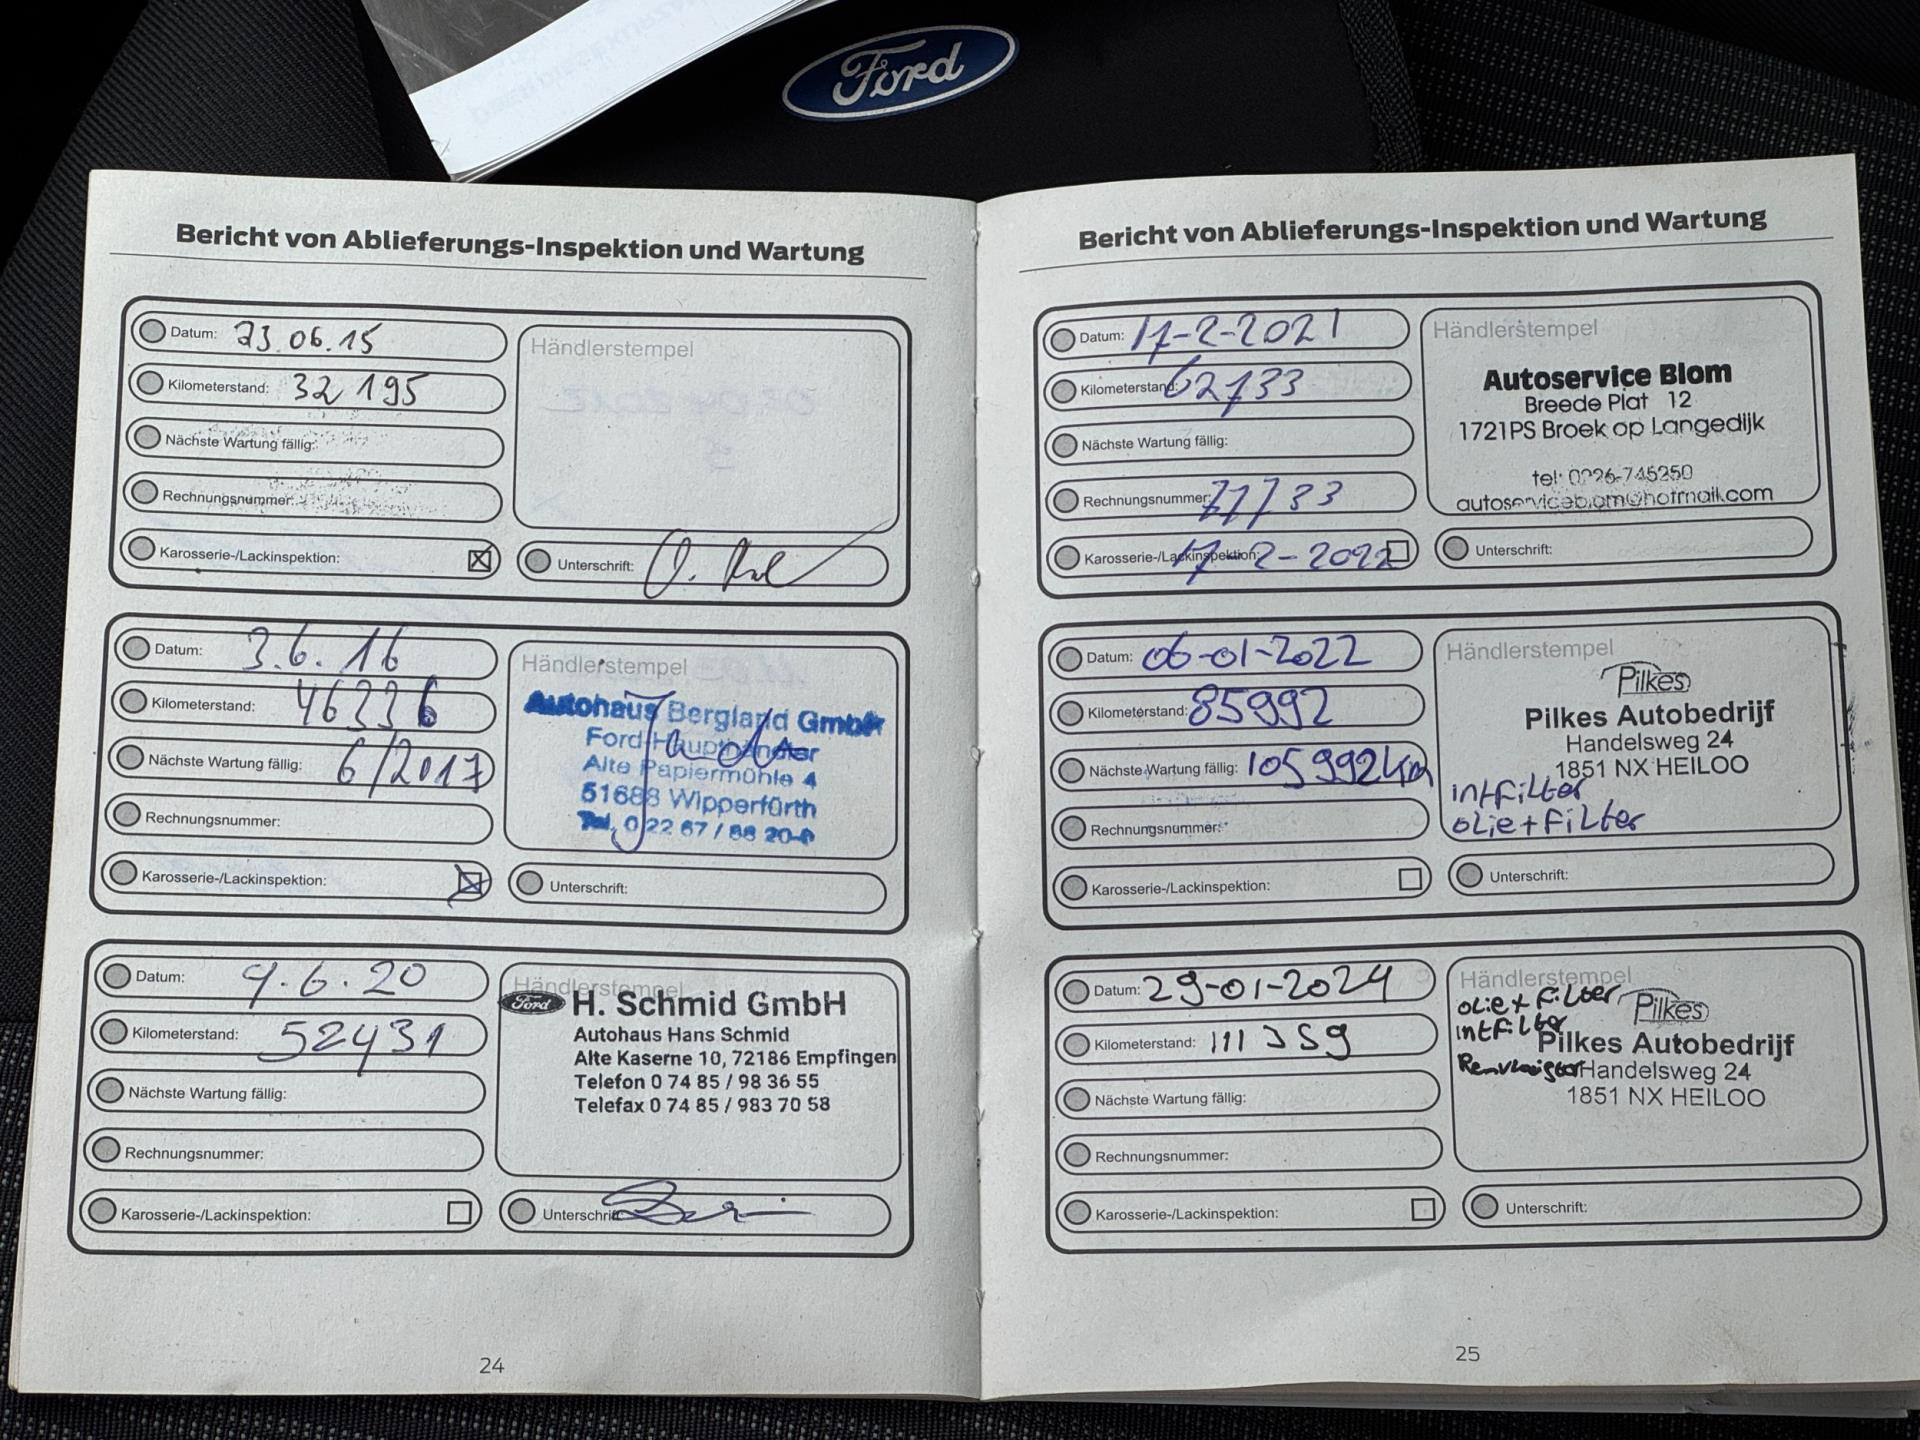 Ford
Bericht von Ablieferungs-Inspektion und Wartung
Datum: 23.06.15
Kilometerstand: 32 195
Nächste Wartung fällig:
Rechnungsnummer:
Karosserie-/Lackinspektion:
Händlerstempel
Unterschrift:
Datum: 3.6.16
Kilometerstand: 46336
Nächste Wartung fällig: 6/2017
Rechnungsnummer:
Karosserie-/Lackinspektion:
Händlerstempel
Autohaus Bergland GmbH
Ford-Haupthändler
Alte Papiermühle 4
51688 Wipperfürth
Tel. 0 22 67 / 88 20-0
Unterschrift:
Datum: 9.6.20
Kilometerstand: 52431
Nächste Wartung fällig:
Rechnungsnummer:
Karosserie-/Lackinspektion:
Händlerstempel
Ford H. Schmid GmbH
Autohaus Hans Schmid
Alte Kaserne 10, 72186 Empfingen
Telefon 0 74 85 / 98 36 55
Telefax 0 74 85 / 983 70 58
Unterschrift:
24
Bericht von Ablieferungs-Inspektion und Wartung
Datum: 17-2-2021
Kilometerstand: 62733
Nächste Wartung fällig:
Rechnungsnummer: 77733
Karosserie-/Lackinspektion: 17-2-2022
Händlerstempel
Autoservice Blom
Breede Plat 12
1721PS Broek op Langedijk
tel: 0226-745250
autoserviceblom@hotmail.com
Unterschrift:
Datum: 06-01-2022
Kilometerstand: 85992
Nächste Wartung fällig: 105992km
Rechnungsnummer:
Karosserie-/Lackinspektion:
Händlerstempel
Pilkes
Pilkes Autobedrijf
Handelsweg 24
1851 NX HEILOO
intFilter
olie+Filter
Unterschrift:
Datum: 29-01-2024
Kilometerstand: 111359
Nächste Wartung fällig:
Rechnungsnummer:
Karosserie-/Lackinspektion:
Händlerstempel
olie+Filter Pilkes
intFilter Pilkes Autobedrijf
Remvloeistof Handelsweg 24
1851 NX HEILOO
Unterschrift:
25